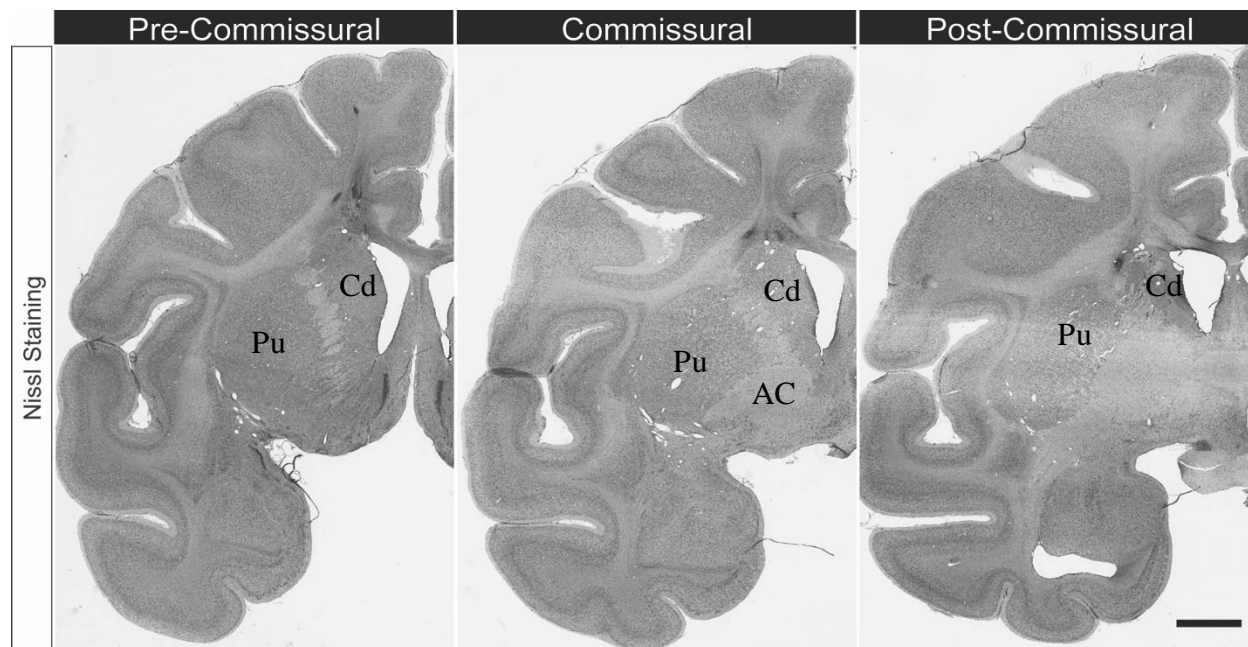 Pre-Commissural
Commissural
Post-Commissural
Nissl Staining
Cd
Pu
Cd
Pu
AC
Cd
Pu